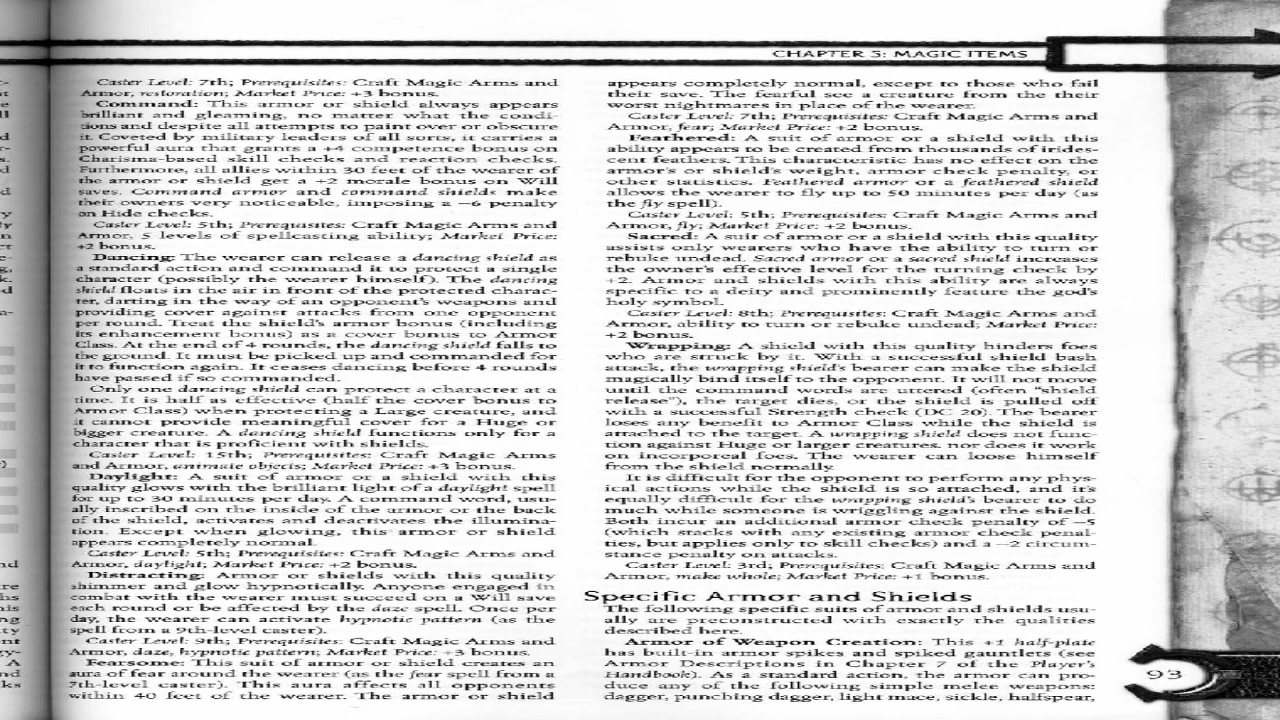 CHAPTER 5: MAGIC ITEMS
Caster Level: 7th; Prerequisites: Craft Magic Arms and
Armor, restoration; Market Price: +3 bonus.
Command: This armor or shield always appears
brilliant and gleaming, no matter what the condi-
tions and despite all attempts to paint over or obscure
it. Coveted by military leaders of all sorts, it carries a
powerful aura that grants a +4 competence bonus on
Charisma-based skill checks and reaction checks.
Furthermore, all allies within 30 feet of the wearer of
the armor or shield get a +2 morale bonus on Will
saves. Command armor and command shields make
their owners very noticeable, imposing a –6 penalty
on Hide checks.
Caster Level: 5th; Prerequisites: Craft Magic Arms and
Armor, 5 levels of spellcasting ability; Market Price:
+2 bonus.
Dancing: The wearer can release a dancing shield as
a standard action and command it to protect a single
character (possibly the wearer himself). The dancing
shield floats in the air in front of the protected charac-
ter, darting in the way of an opponent's weapons and
providing cover against attacks from one opponent
per round. Treat the shield's armor bonus (including
its enhancement bonus) as a cover bonus to Armor
Class. At the end of 4 rounds, the dancing shield falls to
the ground. It must be picked up and commanded for
it to function again. It ceases dancing before 4 rounds
have passed if so commanded.
Only one dancing shield can protect a character at a
time. It is half as effective (half the cover bonus to
Armor Class) when protecting a Large creature, and
it cannot provide meaningful cover for a Huge or
bigger creature. A dancing shield functions only for a
character that is proficient with shields.
Caster Level: 15th; Prerequisites: Craft Magic Arms
and Armor, animate objects; Market Price: +3 bonus.
Daylight: A suit of armor or a shield with this
quality glows with the brilliant light of a daylight spell
for up to 30 minutes per day. A command word, usu-
ally inscribed on the inside of the armor or the back
of the shield, activates and deactivates the illumina-
tion. Except when glowing, this armor or shield
appears completely normal.
Caster Level: 5th; Prerequisites: Craft Magic Arms and
Armor, daylight; Market Price: +2 bonus.
Distracting: Armor or shields with this quality
shimmer and glow hypnotically. Anyone engaged in
combat with the wearer must succeed on a Will save
each round or be affected by the daze spell. Once per
day, the wearer can activate hypnotic pattern (as the
spell from a 9th-level caster).
Caster Level: 9th; Prerequisites: Craft Magic Arms and
Armor, daze, hypnotic pattern; Market Price: +3 bonus.
Fearsome: This suit of armor or shield creates an
aura of fear around the wearer (as the fear spell from a
7th-level caster). This aura affects all opponents
within 40 feet of the wearer. The armor or shield
appears completely normal, except to those who fail
their save. The fearful see a creature from the their
worst nightmares in place of the wearer.
Caster Level: 7th; Prerequisites: Craft Magic Arms and
Armor, fear; Market Price: +2 bonus.
Feathered: A suit of armor or a shield with this
ability appears to be created from thousands of irides-
cent feathers. This characteristic has no effect on the
armor's or shield's weight, armor check penalty, or
other statistics. Feathered armor or a feathered shield
allows the wearer to fly up to 50 minutes per day (as
the fly spell).
Caster Level: 5th; Prerequisites: Craft Magic Arms and
Armor, fly; Market Price: +2 bonus.
Sacred: A suit of armor or a shield with this quality
assists only wearers who have the ability to turn or
rebuke undead. Sacred armor or a sacred shield increases
the owner's effective level for the turning check by
+2. Armor and shields with this ability are always
specific to a deity and prominently feature the god's
holy symbol.
Caster Level: 8th; Prerequisites: Craft Magic Arms and
Armor, ability to turn or rebuke undead; Market Price:
+2 bonus.
Wrapping: A shield with this quality hinders foes
who are struck by it. With a successful shield bash
attack, the wrapping shield's bearer can make the shield
magically bind itself to the opponent. It will not move
until the command words are uttered (often "shield
release"), the target dies, or the shield is pulled off
with a successful Strength check (DC 20). The bearer
loses any benefit to Armor Class while the shield is
attached to the target. A wrapping shield does not func-
tion against Huge or larger creatures. nor does it work
on incorporeal foes. The wearer can loose himself
from the shield normally.
It is difficult for the opponent to perform any phys-
ical actions while the shield is so attached, and it's
equally difficult for the wrapping shield's bearer to do
much while someone is wriggling against the shield.
Both incur an additional armor check penalty of –5
(which stacks with any existing armor check penal-
ties, but applies only to skill checks) and a –2 circum-
stance penalty on attacks.
Caster Level: 3rd; Prerequisites: Craft Magic Arms and
Armor, make whole; Market Price: +1 bonus.
Specific Armor and Shields
The following specific suits of armor and shields usu-
ally are preconstructed with exactly the qualities
described here.
Armor of Weapon Creation: This +1 half-plate
has built-in armor spikes and spiked gauntlets (see
Armor Descriptions in Chapter 7 of the Player's
Handbook). As a standard action, the armor can pro-
duce any of the following simple melee weapons:
dagger, punching dagger, light mace, sickle, halfspear,
93